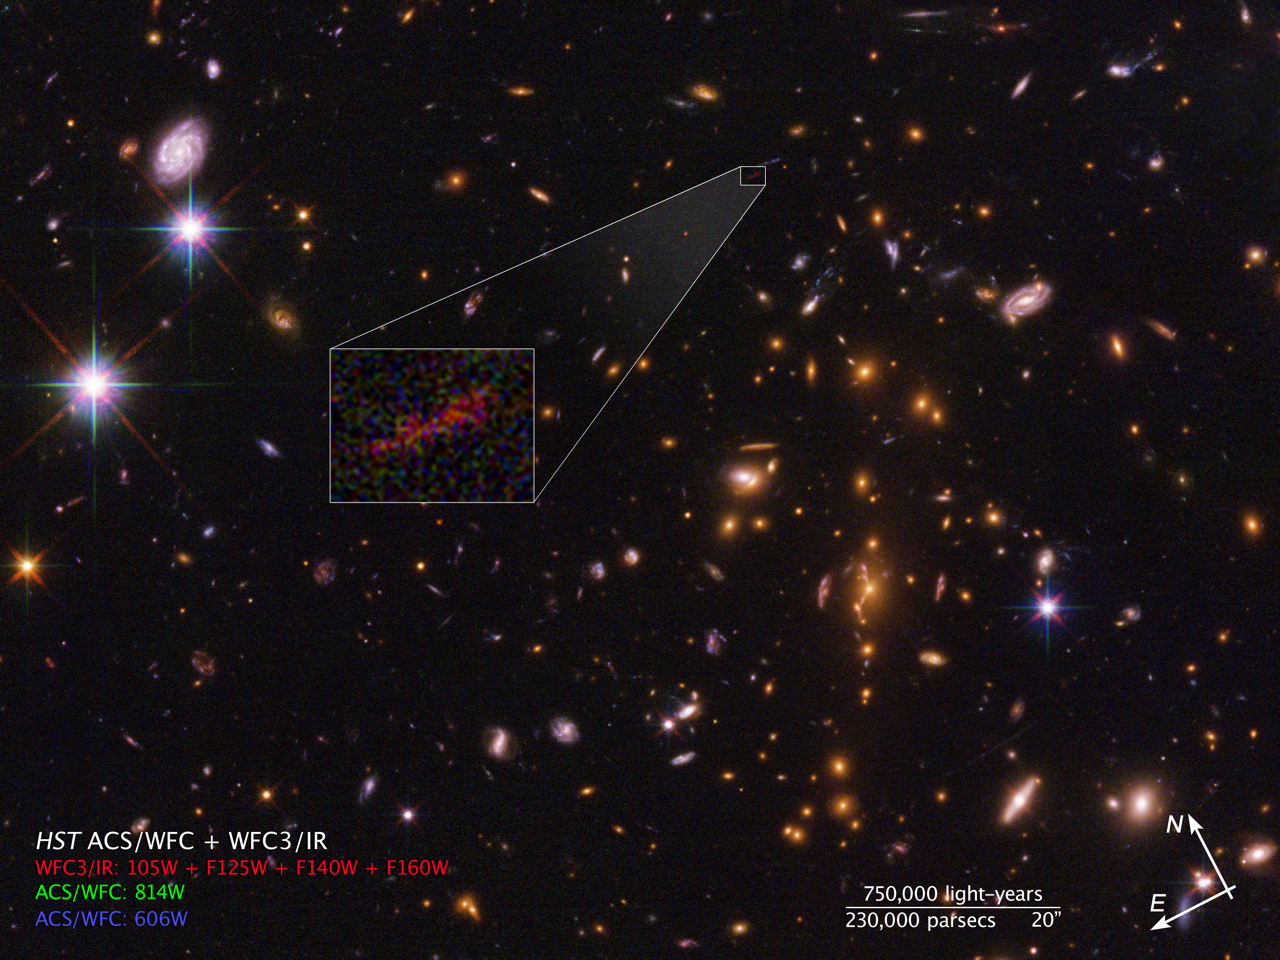 HST ACS/WFC + WFC3/IR
WFC3/IR: 105W + F125W + F140W + F160W
ACS/WFC: 814W
ACS/WFC: 606W
750,000 light-years
230,000 parsecs 20”
N
E